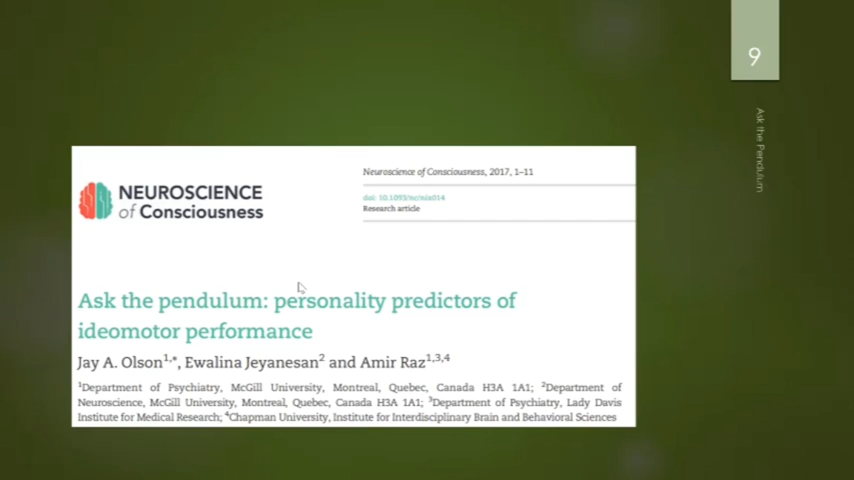 9
Ask the Pendulum
NEUROSCIENCE
of Consciousness
Neuroscience of Consciousness, 2017, 1–11
doi: 10.1093/nc/nix014
Research article
Ask the pendulum: personality predictors of
ideomotor performance
Jay A. Olson1,*, Ewalina Jeyanesan2 and Amir Raz1,3,4
1Department of Psychiatry, McGill University, Montreal, Quebec, Canada H3A 1A1; 2Department of
Neuroscience, McGill University, Montreal, Quebec, Canada H3A 1A1; 3Department of Psychiatry, Lady Davis
Institute for Medical Research; 4Chapman University, Institute for Interdisciplinary Brain and Behavioral Sciences